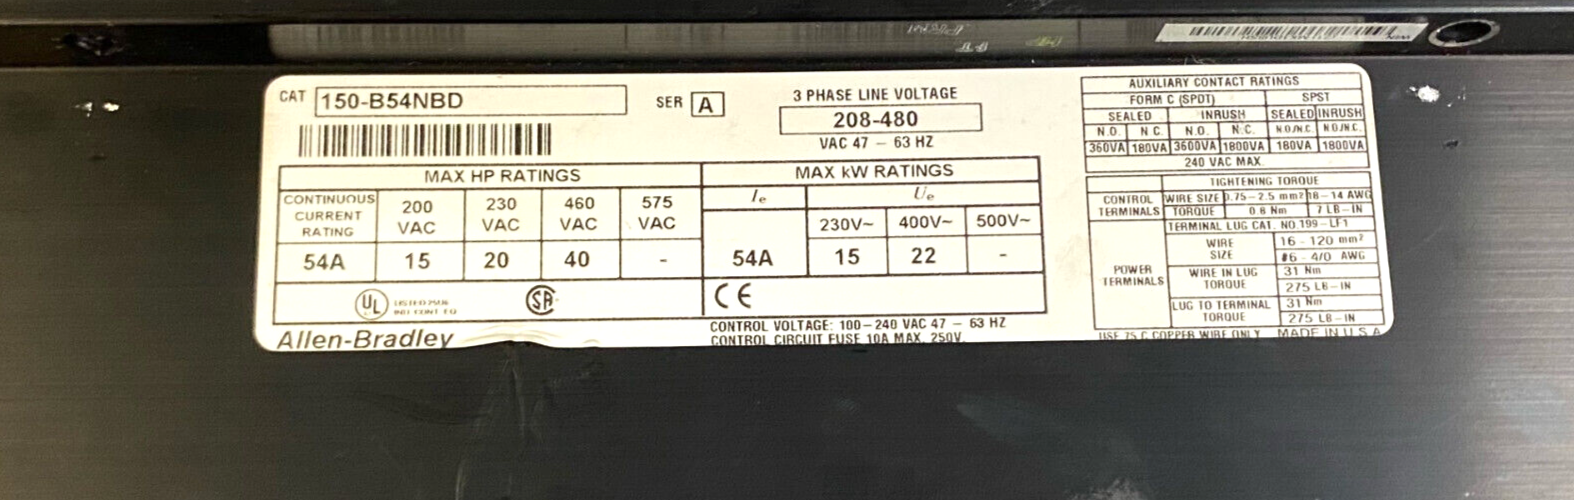 CAT 150-B54NBD SER A
3 PHASE LINE VOLTAGE
208-480
VAC 47 – 63 HZ
MAX HP RATINGS
CONTINUOUS CURRENT RATING 200 VAC 230 VAC 460 VAC 575 VAC
54A 15 20 40 -
MAX kW RATINGS
Ie Ue
230V~ 400V~ 500V~
54A 15 22 -
UL LISTED
SA
CE
Allen-Bradley
CONTROL VOLTAGE: 100–240 VAC 47 – 63 HZ
CONTROL CIRCUIT FUSE 10A MAX. 250V.
AUXILIARY CONTACT RATINGS
FORM C (SPDT) SPST
SEALED INRUSH SEALED INRUSH
N.O. N.C. N.O. N.C. N.O./N.C. N.O./N.C.
360VA 180VA 3600VA 1800VA 180VA 1800VA
240 VAC MAX.
TIGHTENING TORQUE
CONTROL TERMINALS WIRE SIZE 0.75–2.5 mm² 18–14 AWG
TORQUE 0.8 Nm 7 LB–IN
TERMINAL LUG CAT. NO.199–LF1
POWER TERMINALS
WIRE SIZE 16 - 120 mm²
#6 - 4/0 AWG
WIRE IN LUG TORQUE 31 Nm
275 LB–IN
LUG TO TERMINAL TORQUE 31 Nm
275 LB–IN
USE 75 C COPPER WIRE ONLY MADE IN U.S.A